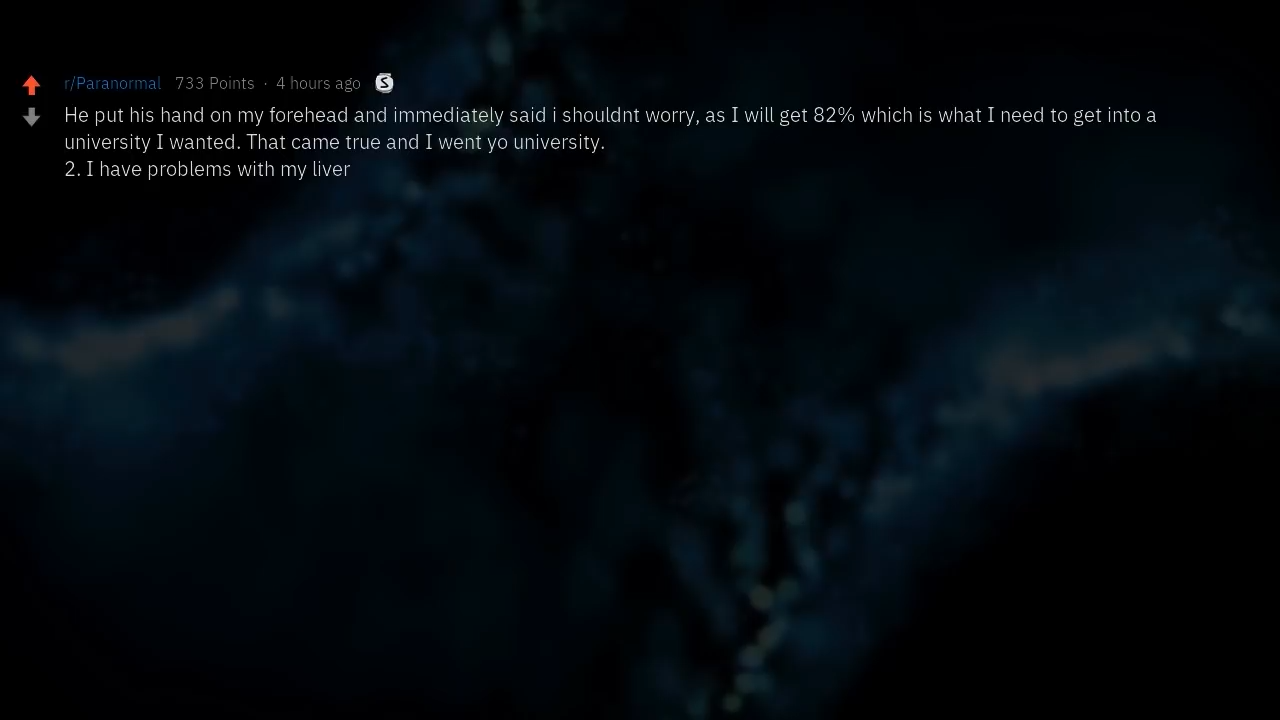 r/Paranormal 733 Points · 4 hours ago S
He put his hand on my forehead and immediately said i shouldnt worry, as I will get 82% which is what I need to get into a
university I wanted. That came true and I went yo university.
2. I have problems with my liver